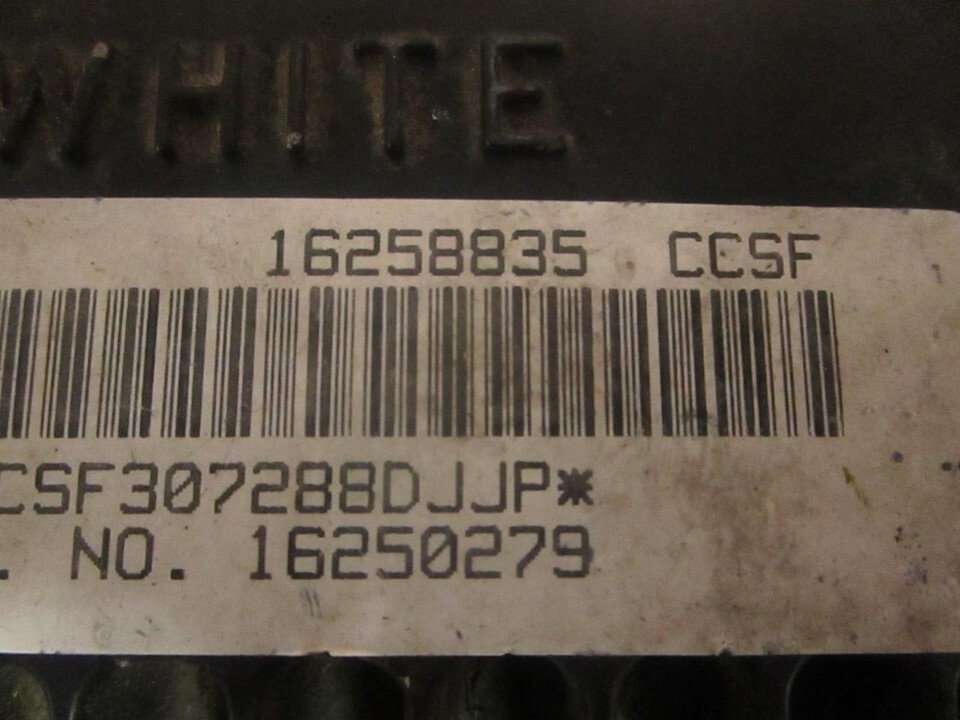 WHITE
16258835 CCSF
CSF307288DJJP*
. NO. 16250279